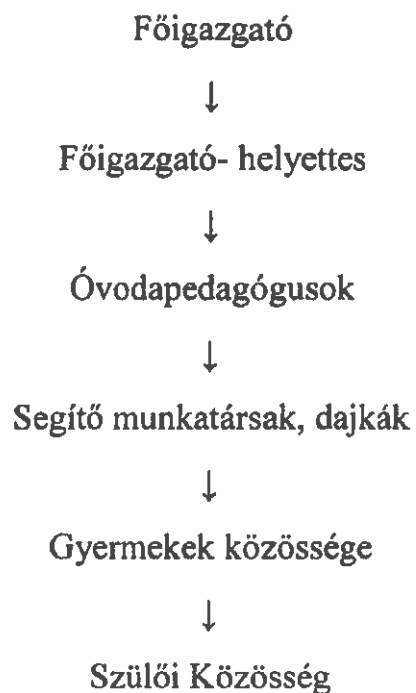 Főigazgató
↓
Főigazgató- helyettes
↓
Óvodapedagógusok
↓
Segítő munkatársak, dajkák
↓
Gyermekek közössége
↓
Szülői Közösség